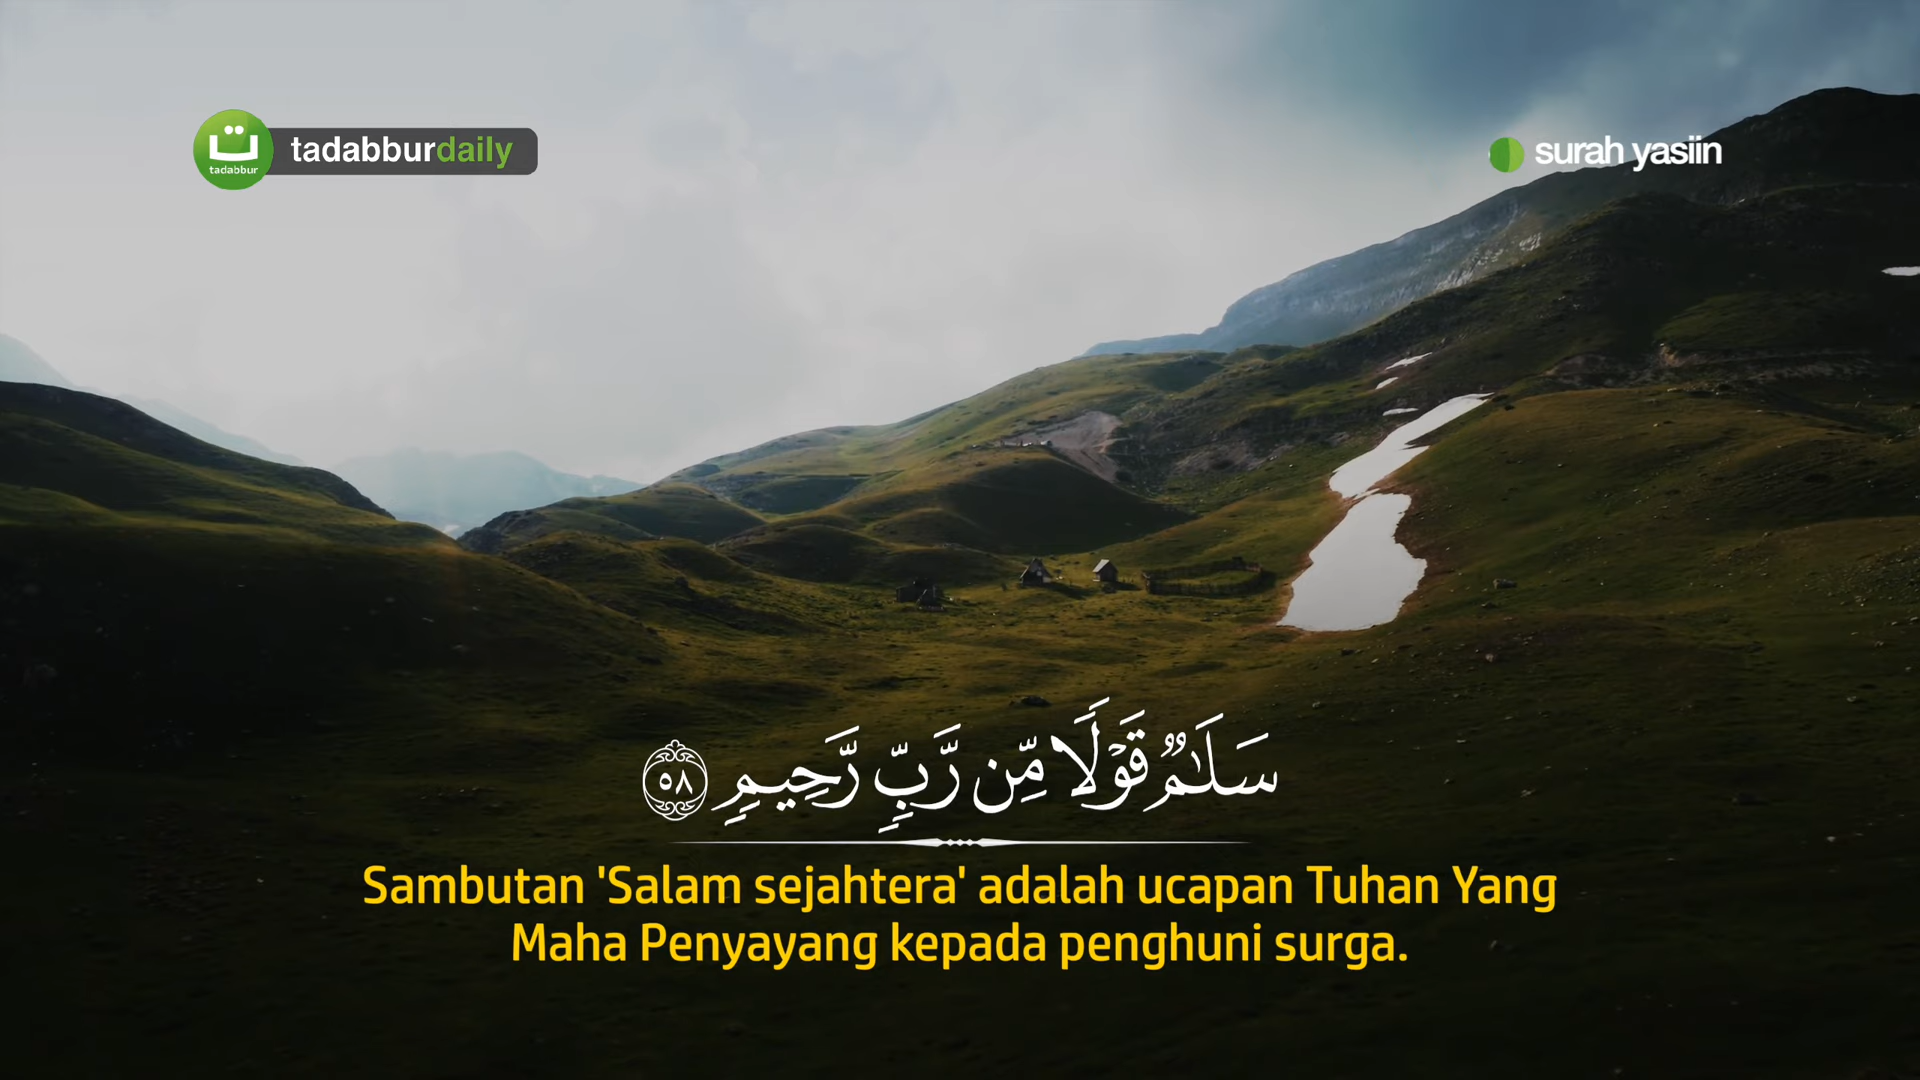 ت
tadabbur
tadabburdaily
surah yasiin
سَلَـٰمٌ قَوْلًا مِّن رَّبٍّ رَّحِيمٍ ٥٨
Sambutan 'Salam sejahtera' adalah ucapan Tuhan Yang
Maha Penyayang kepada penghuni surga.